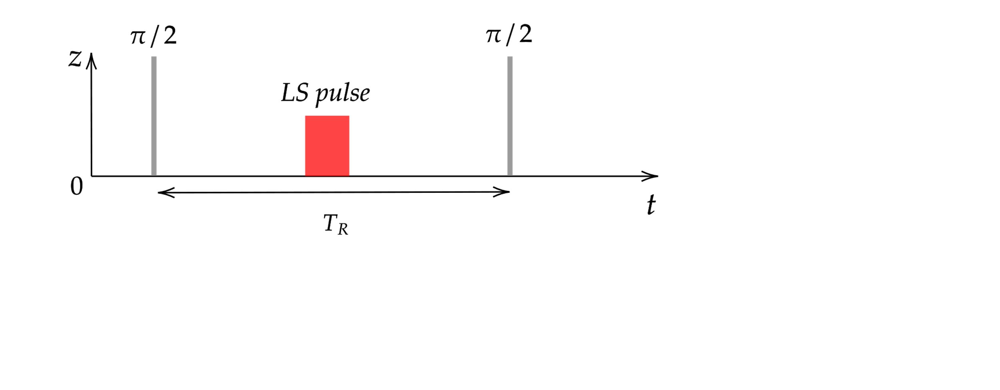 π/2
π/2
z
LS pulse
0
t
T_R